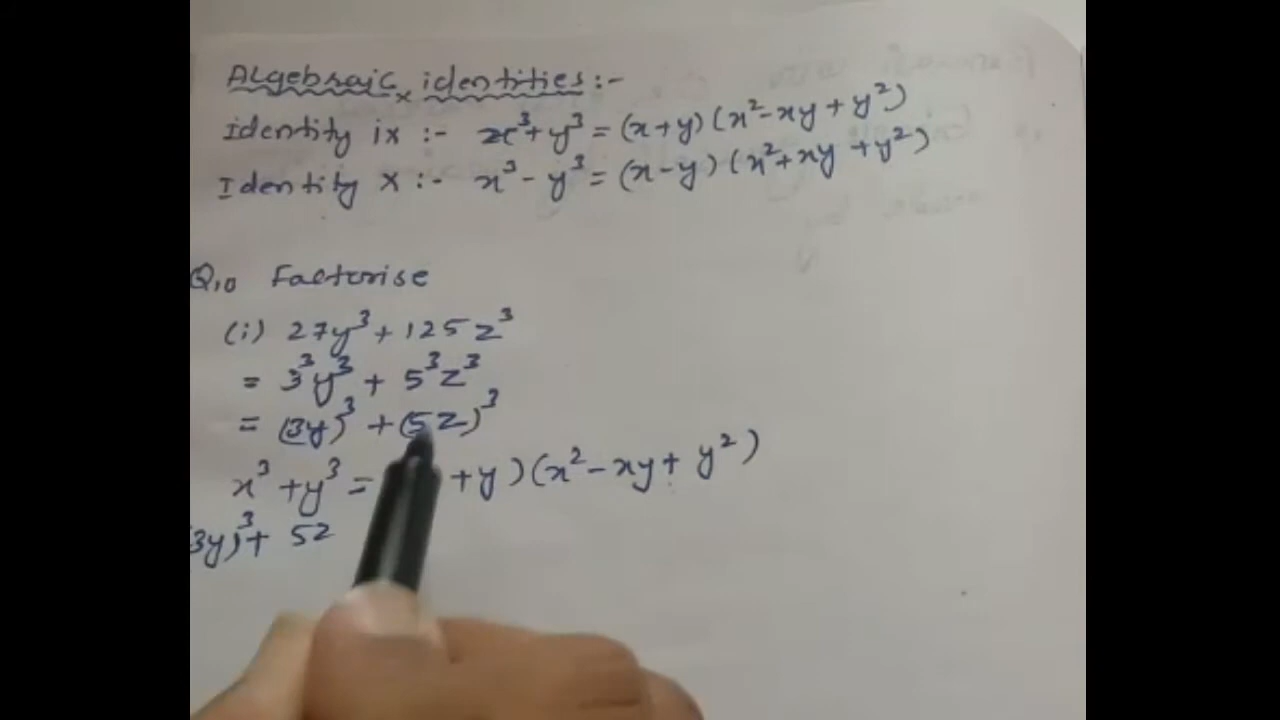 Algebraic identities :-
Identity ix :- x³ + y³ = (x + y) (x² - xy + y²)
Identity x :- x³ - y³ = (x - y) (x² + xy + y²)
Q.10 Factorise
(i) 27y³ + 125z³
= 3³y³ + 5³z³
= (3y)³ + (5z)³
x³ + y³ = + y) (x² - xy + y²)
3y)³ + 5z